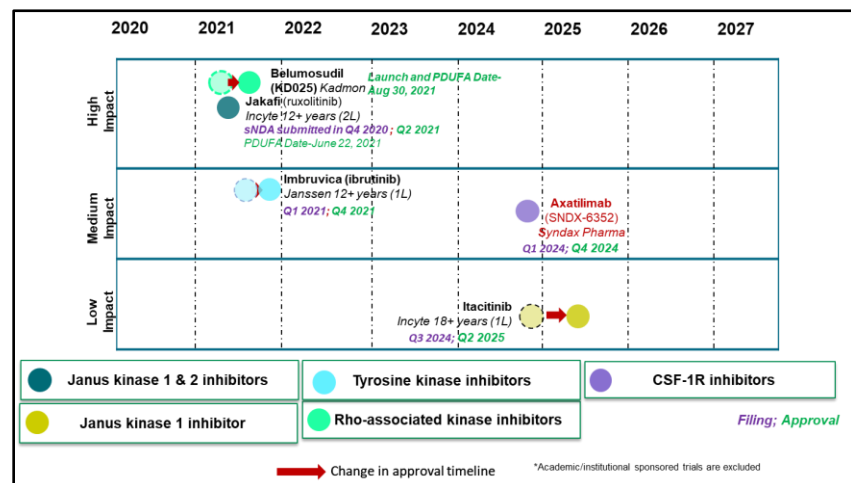 2020 2021 2022 2023 2024 2025 2026 2027
High
Impact
Belumosudil
(KD025) Kadmon
Launch and PDUFA Date-
Aug 30, 2021
Jakafi (ruxolitinib)
Incyte 12+ years (2L)
sNDA submitted in Q4 2020; Q2 2021
PDUFA Date-June 22, 2021
Medium
Impact
Imbruvica (ibrutinib)
Janssen 12+ years (1L)
Q1 2021; Q4 2021
Axatilimab
(SNDX-6352)
Syndax Pharma
Q1 2024; Q4 2024
Low
Impact
Itacitinib
Incyte 18+ years (1L)
Q3 2024; Q2 2025
Janus kinase 1 & 2 inhibitors
Tyrosine kinase inhibitors
CSF-1R inhibitors
Janus kinase 1 inhibitor
Rho-associated kinase inhibitors
Filing; Approval
Change in approval timeline
*Academic/institutional sponsored trials are excluded